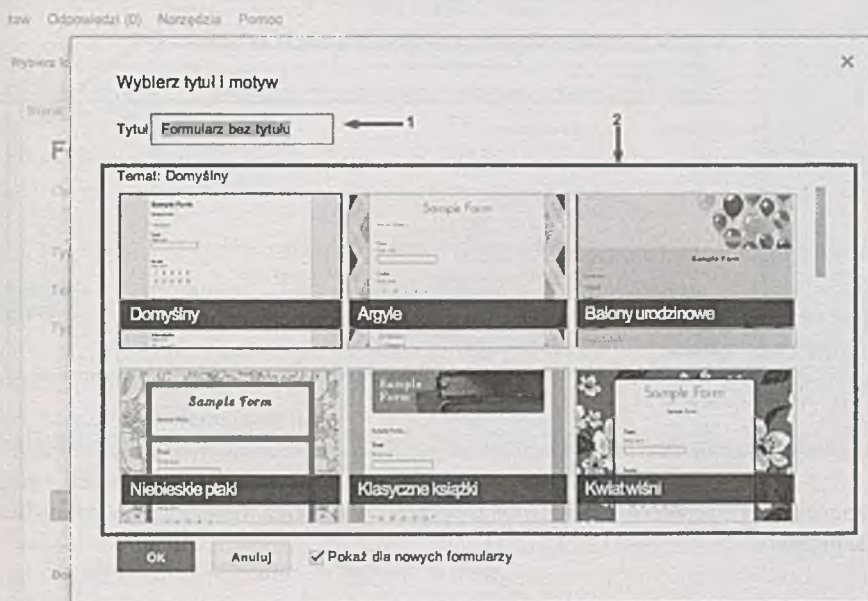 Odpowiedzi (0) Narzędzia Pomoc
×
Wybierz tytuł i motyw
Tytuł Formularz bez tytułu
1
2
Temat: Domyślny
Sample Form
Domyślny
Sample Form
Argyle
Sample Form
Balony urodzinowe
Sample Form
Niebieskie ptaki
Sample Form
Klasyczne książki
Sample Form
Kwiat wiśni
OK Anuluj Pokaż dla nowych formularzy